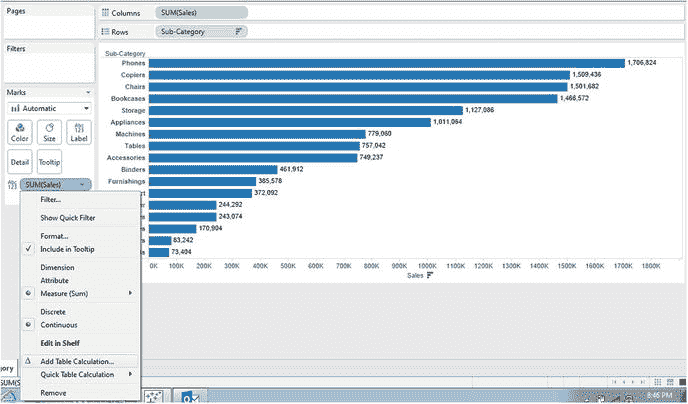 Pages
Columns SUM(Sales)
Rows Sub-Category
Filters
Marks
Automatic
Color Size Label
Detail Tooltip
SUM(Sales)
Filter...
Show Quick Filter
Format...
Include in Tooltip
Dimension
Attribute
Measure (Sum)
Discrete
Continuous
Edit in Shelf
Add Table Calculation...
Quick Table Calculation
Remove
Sub-Category
Phones 1,706,824
Copiers 1,509,436
Chairs 1,501,682
Bookcases 1,466,572
Storage 1,127,086
Appliances 1,011,064
Machines 779,060
Tables 757,042
Accessories 749,237
Binders 461,912
Furnishings 385,578
372,092
244,292
243,074
170,904
83,242
73,404
0K 100K 200K 300K 400K 500K 600K 700K 800K 900K 1000K 1100K 1200K 1300K 1400K 1500K 1600K 1700K 1800K
Sales
8:46 PM